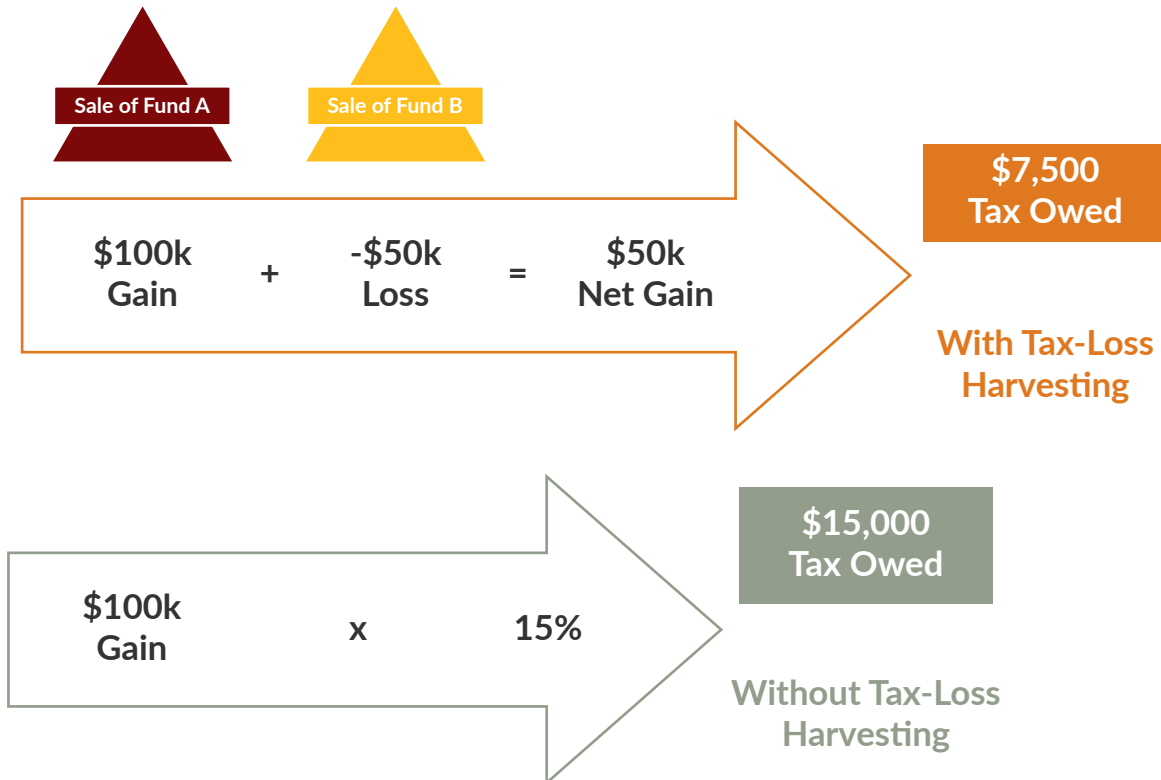 Sale of Fund A
Sale of Fund B
$100k
Gain
+
-$50k
Loss
=
$50k
Net Gain
$7,500
Tax Owed
With Tax-Loss
Harvesting
$100k
Gain
x
15%
$15,000
Tax Owed
Without Tax-Loss
Harvesting